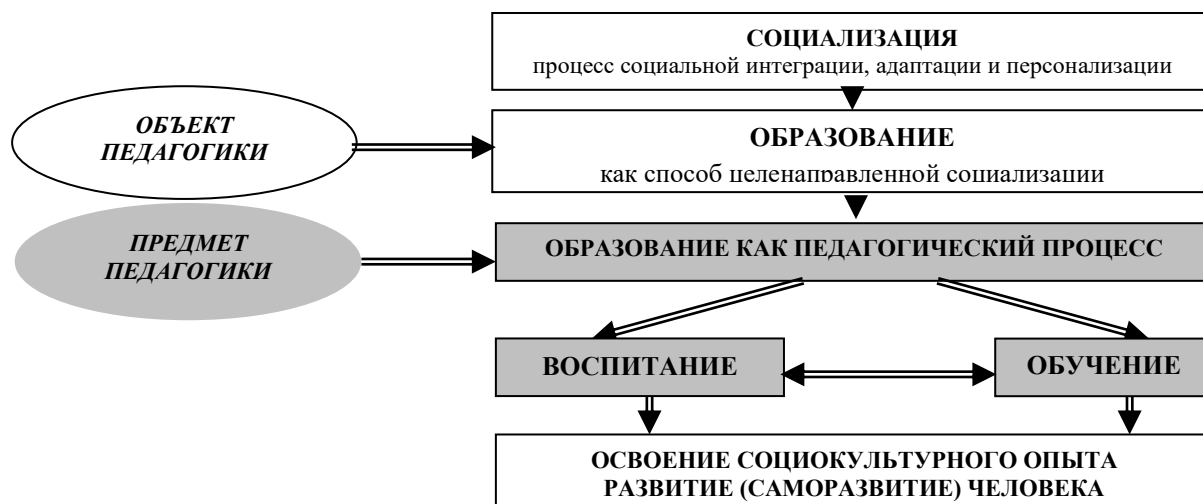 СОЦИАЛИЗАЦИЯ
процесс социальной интеграции, адаптации и персонализации
ОБЪЕКТ
ПЕДАГОГИКИ
ОБРАЗОВАНИЕ
как способ целенаправленной социализации
ПРЕДМЕТ
ПЕДАГОГИКИ
ОБРАЗОВАНИЕ КАК ПЕДАГОГИЧЕСКИЙ ПРОЦЕСС
ВОСПИТАНИЕ
ОБУЧЕНИЕ
ОСВОЕНИЕ СОЦИОКУЛЬТУРНОГО ОПЫТА
РАЗВИТИЕ (САМОРАЗВИТИЕ) ЧЕЛОВЕКА